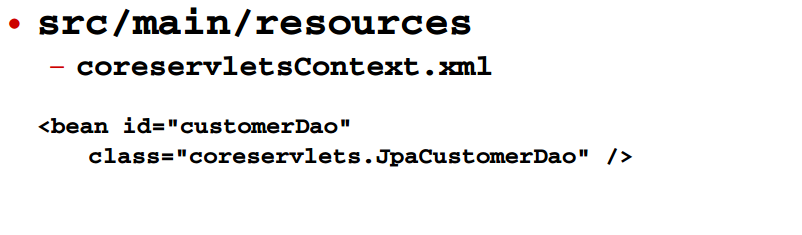 • src/main/resources
– coreservletsContext.xml
<bean id="customerDao"
class="coreservlets.JpaCustomerDao" />